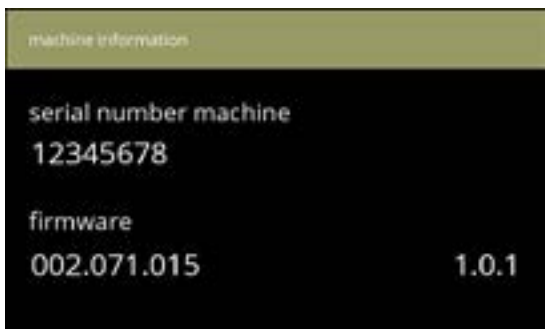 machine information
serial number machine
12345678
firmware
002.071.015 1.0.1